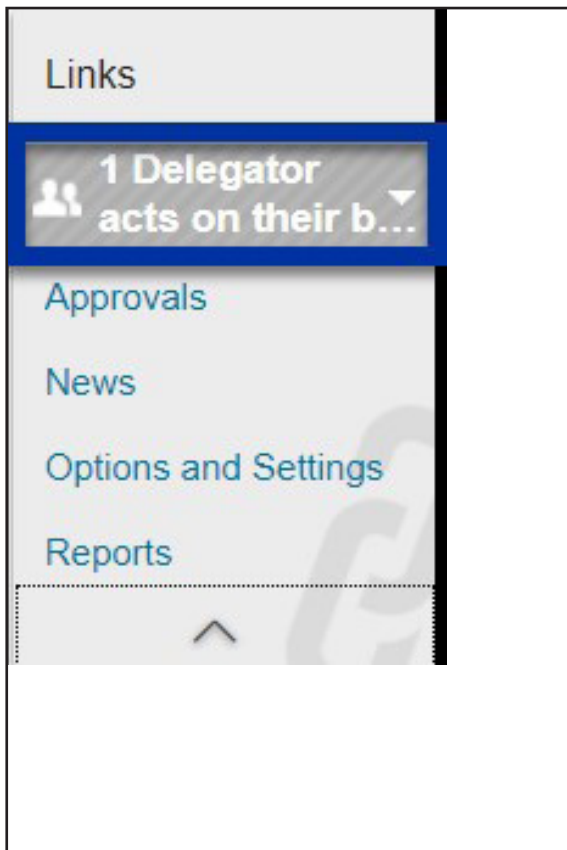 Links
1 Delegator
acts on their b...
Approvals
News
Options and Settings
Reports